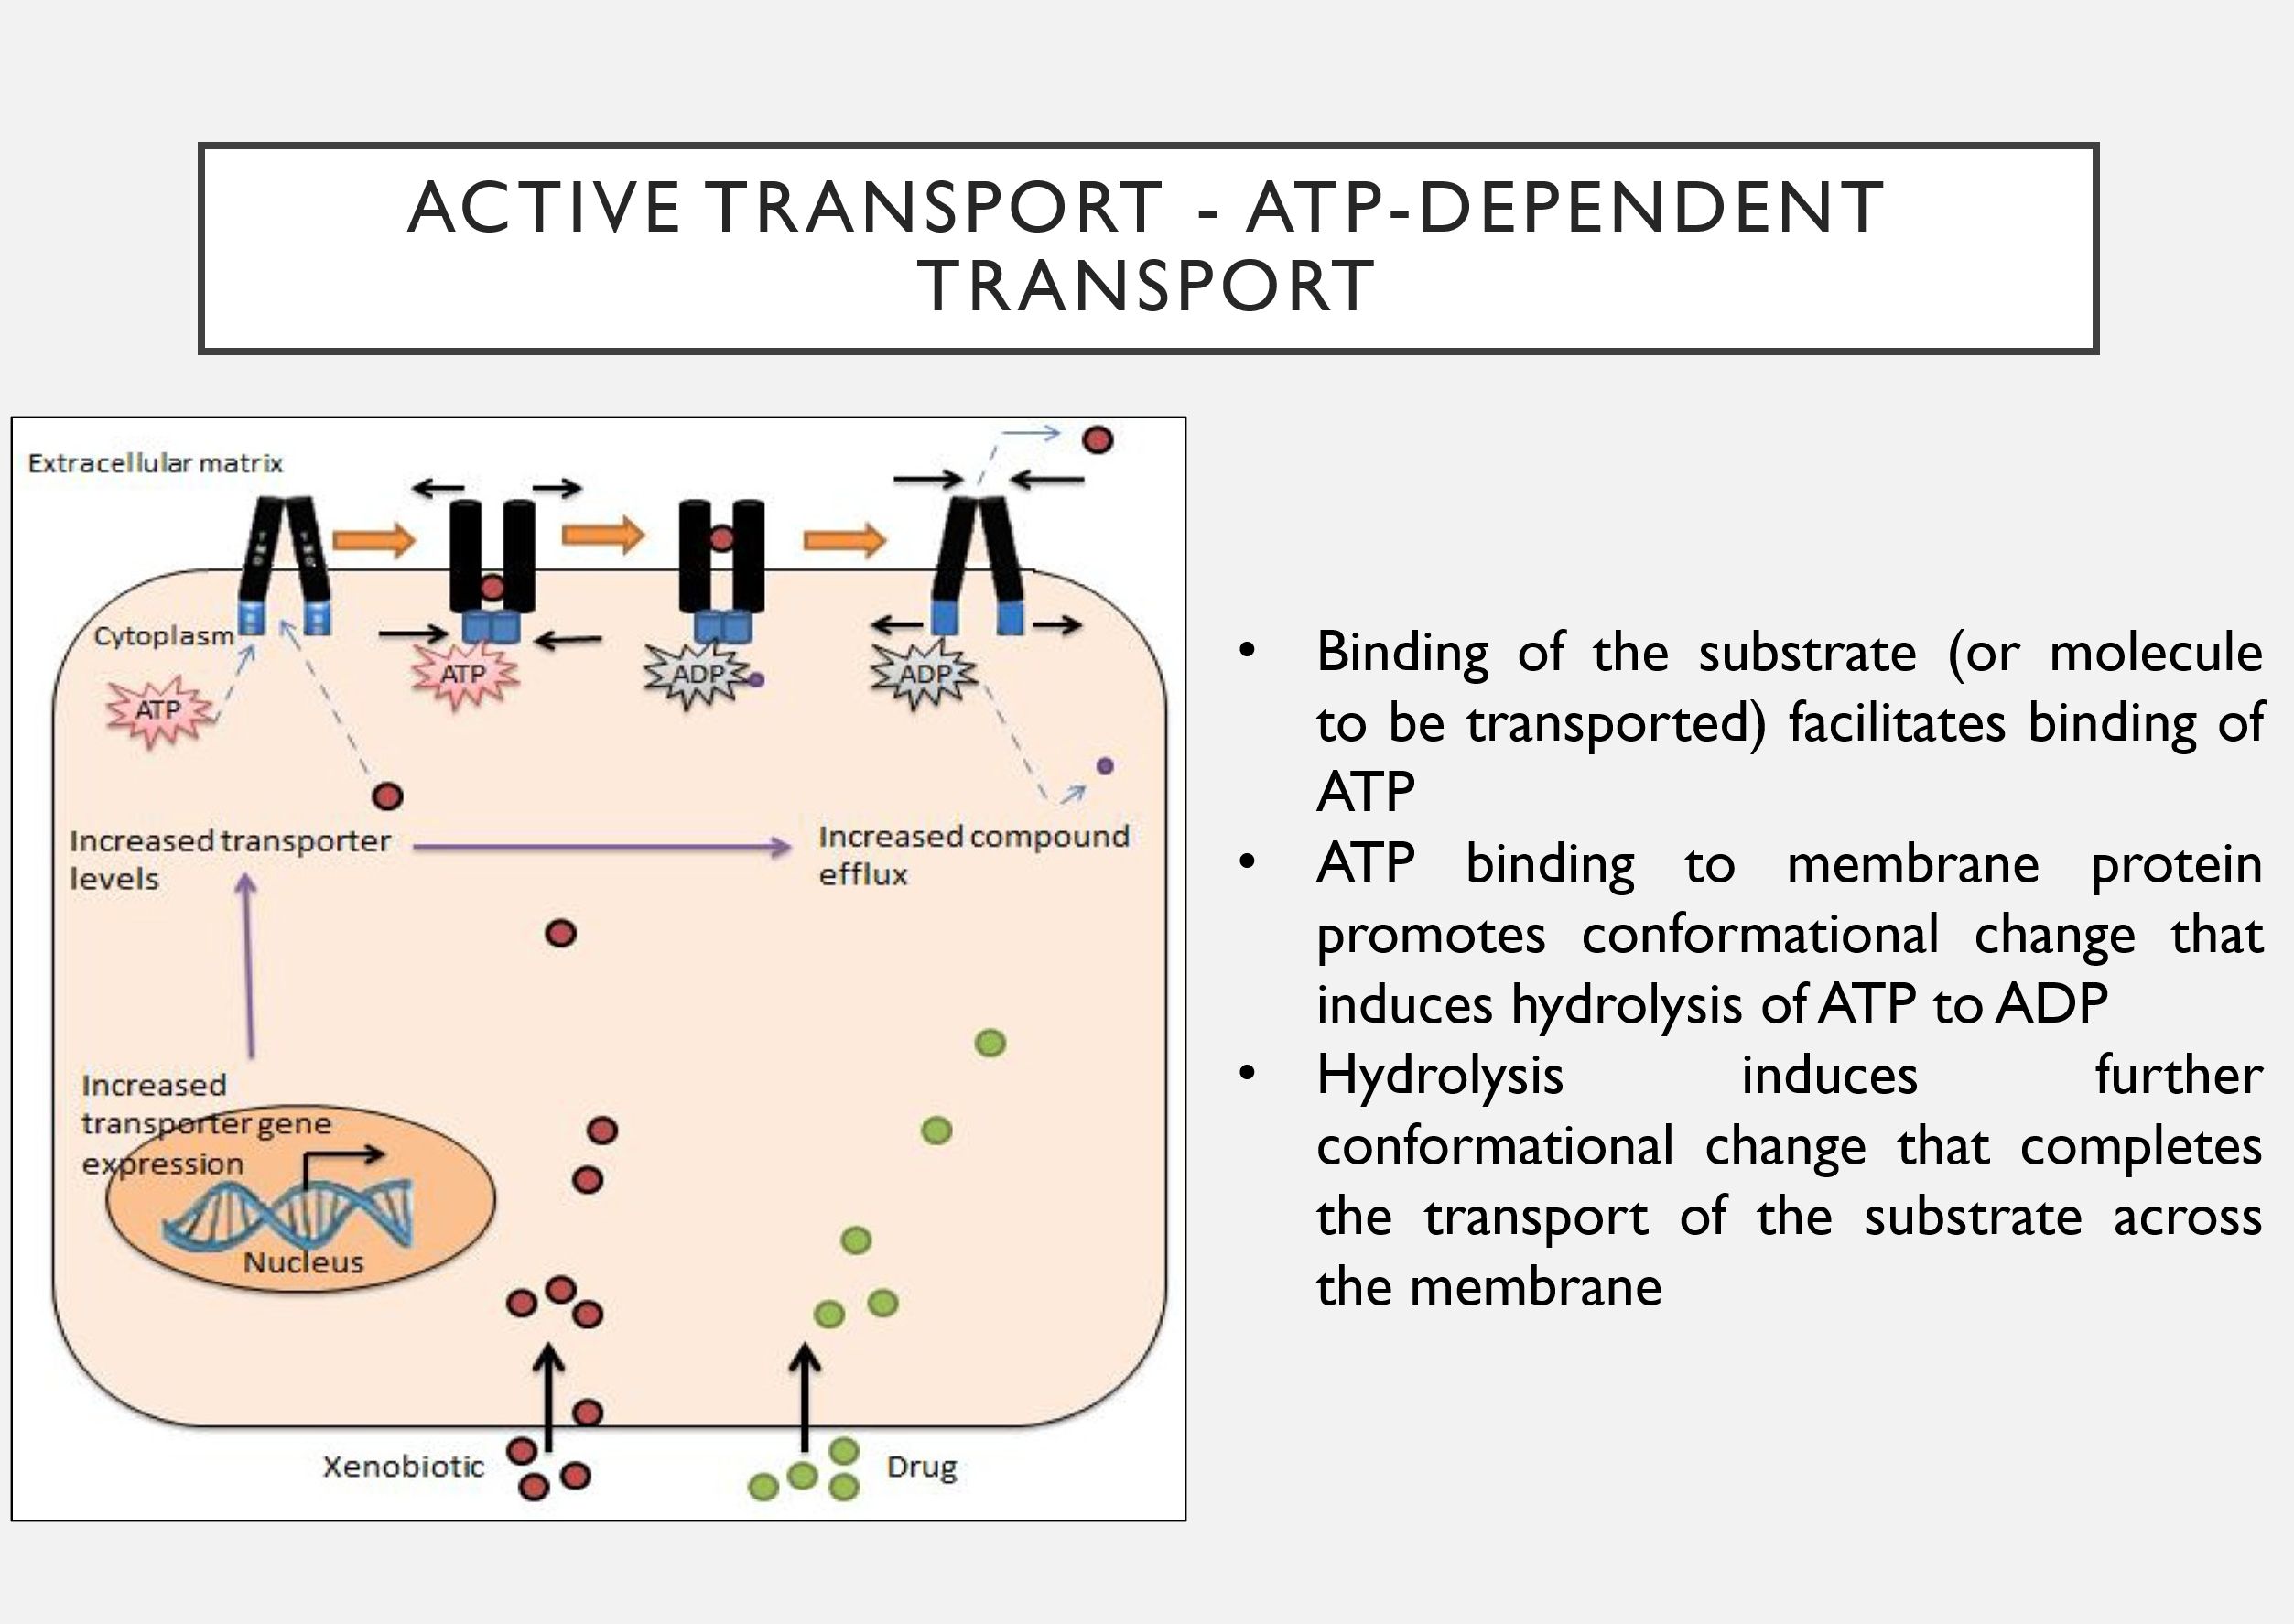 ACTIVE TRANSPORT - ATP-DEPENDENT
TRANSPORT
Extracellular matrix
Cytoplasm
ATP
ATP
ADP
ADP
Increased transporter
levels
Increased compound
efflux
Increased
transporter gene
expression
Nucleus
Xenobiotic
Drug
• Binding of the substrate (or molecule
to be transported) facilitates binding of
ATP
• ATP binding to membrane protein
promotes conformational change that
induces hydrolysis of ATP to ADP
• Hydrolysis induces further
conformational change that completes
the transport of the substrate across
the membrane